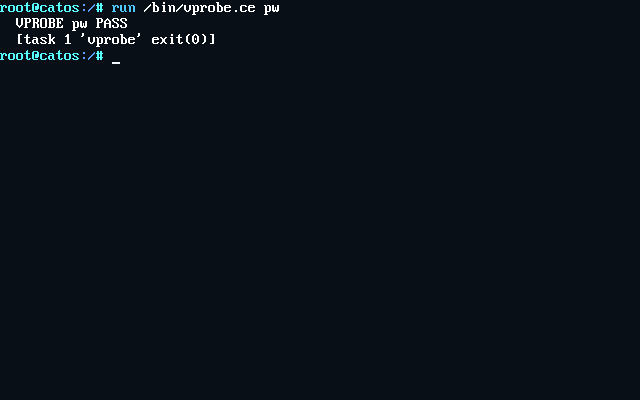 root@catos:/# run /bin/vprobe.ce pw
VPROBE pw PASS
[task 1 'vprobe' exit(0)]
root@catos:/# _